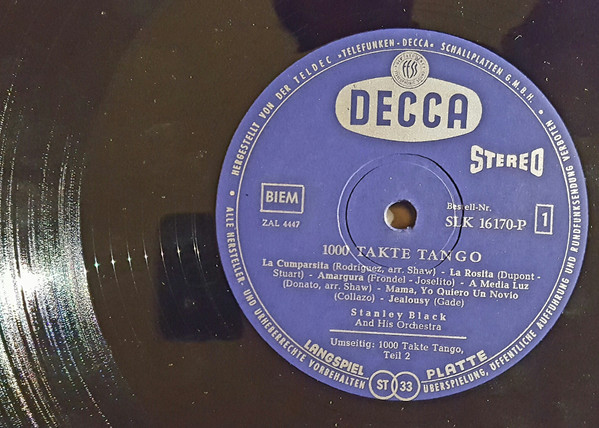 HERGESTELLT VON DER TELDEC »TELEFUNKEN-DECCA« SCHALLPLATTEN G.M.B.H.
DECCA
STEREO
BIEM
ZAL 4447
Bestell-Nr.
SLK 16170-P
1
1000 TAKTE TANGO
La Cumparsita (Rodriguez, arr. Shaw) - La Rosita (Dupont -
Stuart) - Amargura (Frondel - Joselito) - A Media Luz
(Donato, arr. Shaw) - Mama, Yo Quiero Un Novio
(Collazo) - Jealousy (Gade)
Stanley Black
And His Orchestra
Umseitig: 1000 Takte Tango,
Teil 2
LANGSPIEL PLATTE
ST 33
ALLE HERSTELLER- UND URHEBERRECHTE VORBEHALTEN
ÜBERSPIELUNG, ÖFFENTLICHE AUFFÜHRUNG UND RUNDFUNKSENDUNG VERBOTEN